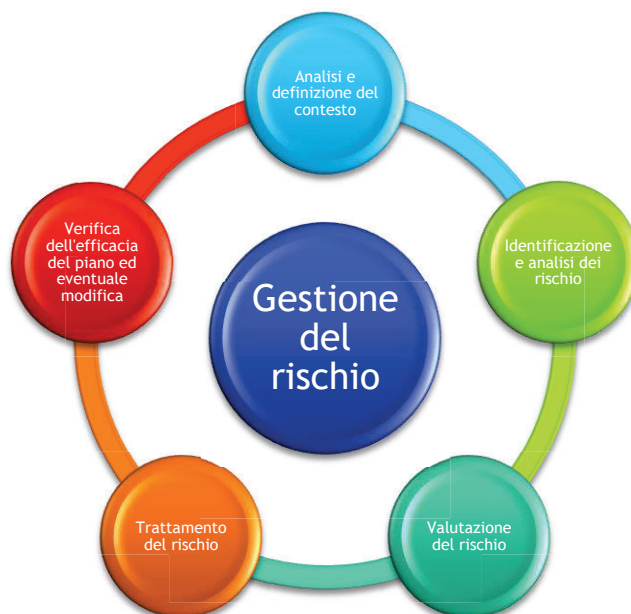 Analisi e
definizione del
contesto
Identificazione
e analisi dei
rischio
Valutazione
del rischio
Trattamento
del rischio
Verifica
dell'efficacia
del piano ed
eventuale
modifica
Gestione
del
rischio